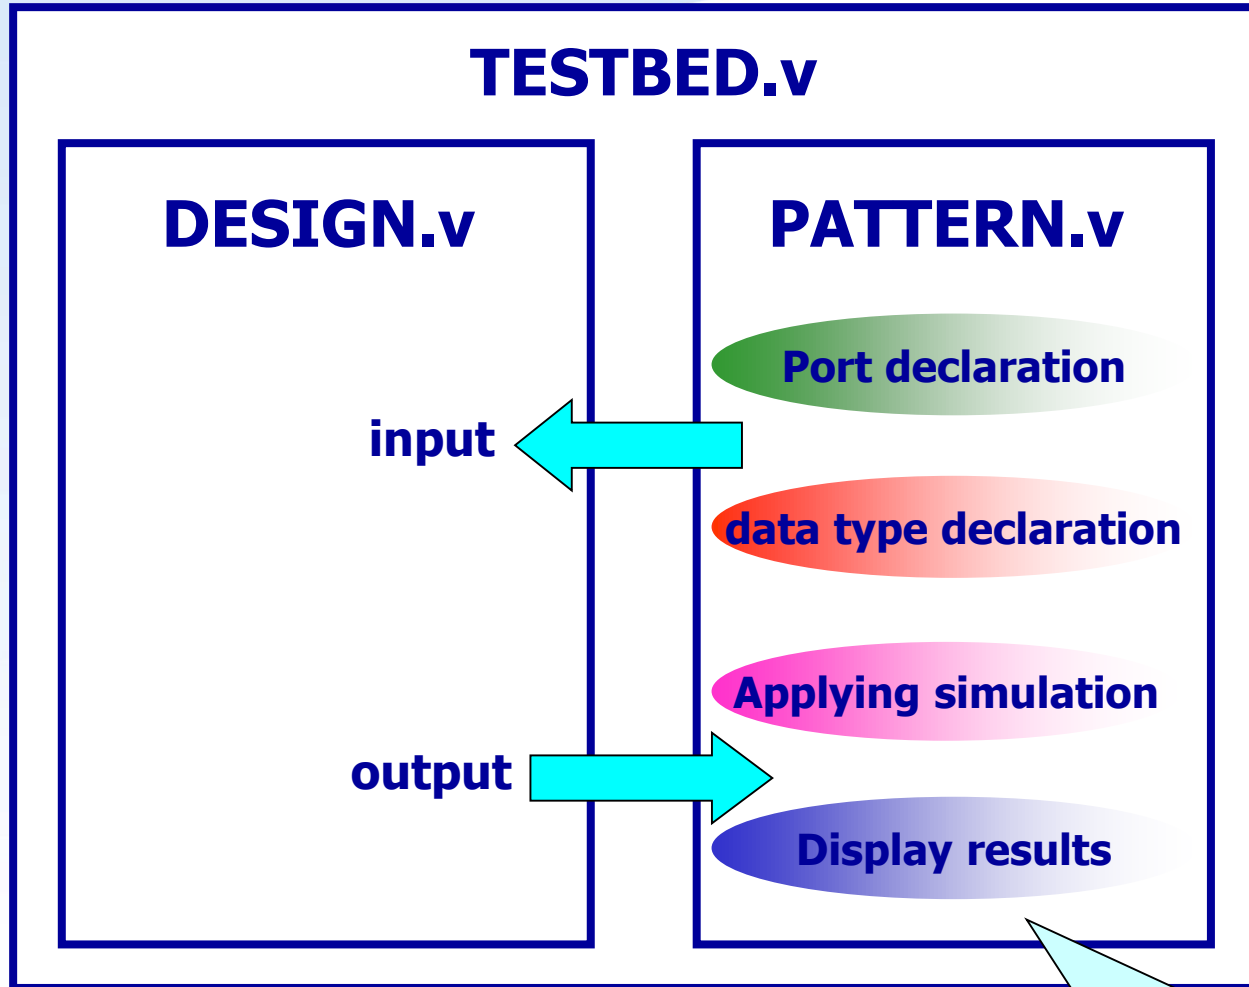 TESTBED.v
DESIGN.v
PATTERN.v
Port declaration
input
data type declaration
Applying simulation
output
Display results